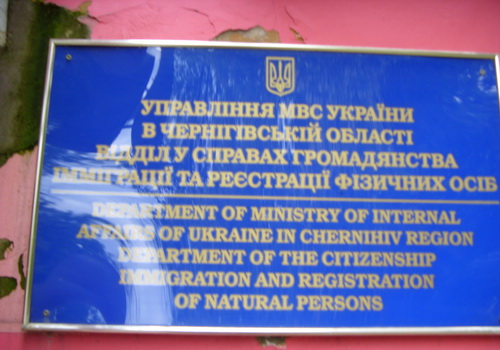 УПРАВЛІННЯ МВС УКРАЇНИ
В ЧЕРНІГІВСЬКІЙ ОБЛАСТІ
ВІДДІЛ У СПРАВАХ ГРОМАДЯНСТВА
ІММІГРАЦІЇ ТА РЕЄСТРАЦІЇ ФІЗИЧНИХ ОСІБ
DEPARTMENT OF MINISTRY OF INTERNAL
AFFAIRS OF UKRAINE IN CHERNIHIV REGION
DEPARTMENT OF THE CITIZENSHIP
IMMIGRATION AND REGISTRATION
OF NATURAL PERSONS